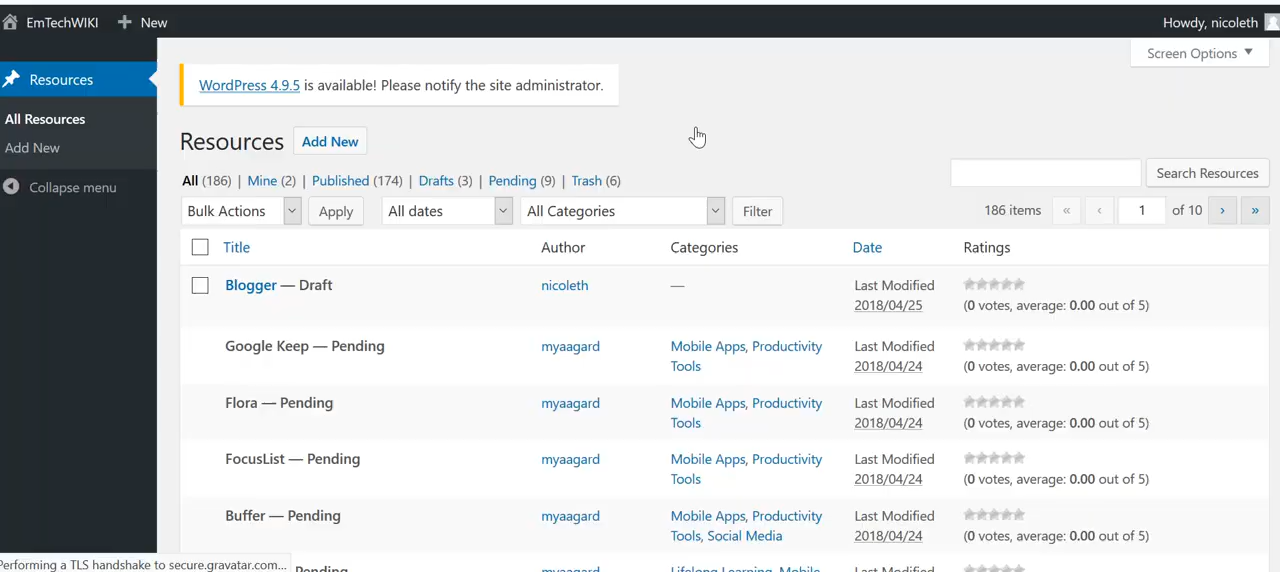 EmTechWIKI New Howdy, nicoleth
Resources Screen Options
WordPress 4.9.5 is available! Please notify the site administrator.
All Resources
Add New
Collapse menu
Resources Add New
All (186) | Mine (2) | Published (174) | Drafts (3) | Pending (9) | Trash (6) Search Resources
Bulk Actions Apply All dates All Categories Filter 186 items « ‹ 1 of 10 › »
Title Author Categories Date Ratings
Blogger — Draft nicoleth — Last Modified
2018/04/25 (0 votes, average: 0.00 out of 5)
Google Keep — Pending myaagard Mobile Apps, Productivity Last Modified
Tools 2018/04/24 (0 votes, average: 0.00 out of 5)
Flora — Pending myaagard Mobile Apps, Productivity Last Modified
Tools 2018/04/24 (0 votes, average: 0.00 out of 5)
FocusList — Pending myaagard Mobile Apps, Productivity Last Modified
Tools 2018/04/24 (0 votes, average: 0.00 out of 5)
Buffer — Pending myaagard Mobile Apps, Productivity Last Modified
Tools, Social Media 2018/04/24 (0 votes, average: 0.00 out of 5)
Performing a TLS handshake to secure.gravatar.com... Pending myaagard Lifelong Learning, Mobile Last Modified